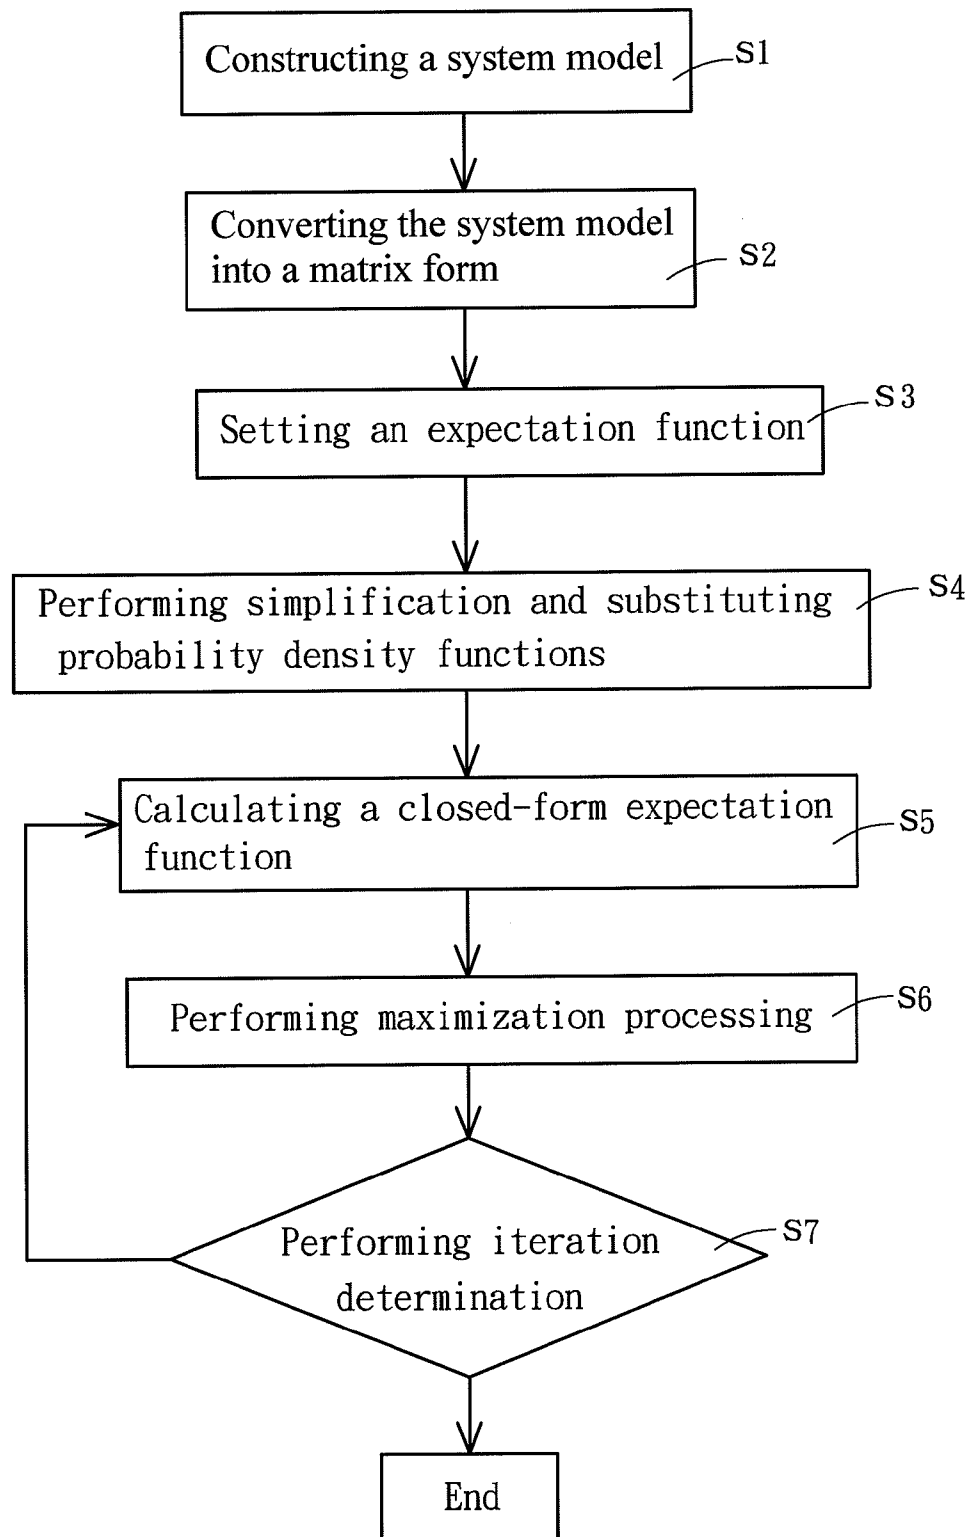 Constructing a system model
S1
Converting the system model
into a matrix form
S2
Setting an expectation function
S3
Performing simplification and substituting
probability density functions
S4
Calculating a closed-form expectation
function
S5
Performing maximization processing
S6
Performing iteration
determination
S7
End